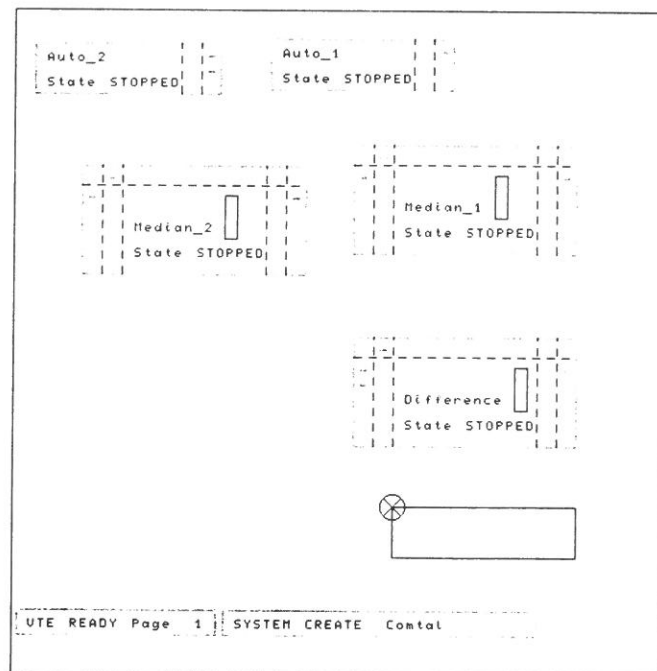 Auto_2
State STOPPED
Auto_1
State STOPPED
Median_2
State STOPPED
Median_1
State STOPPED
Difference
State STOPPED
VTE READY Page 1
SYSTEM CREATE Comtal